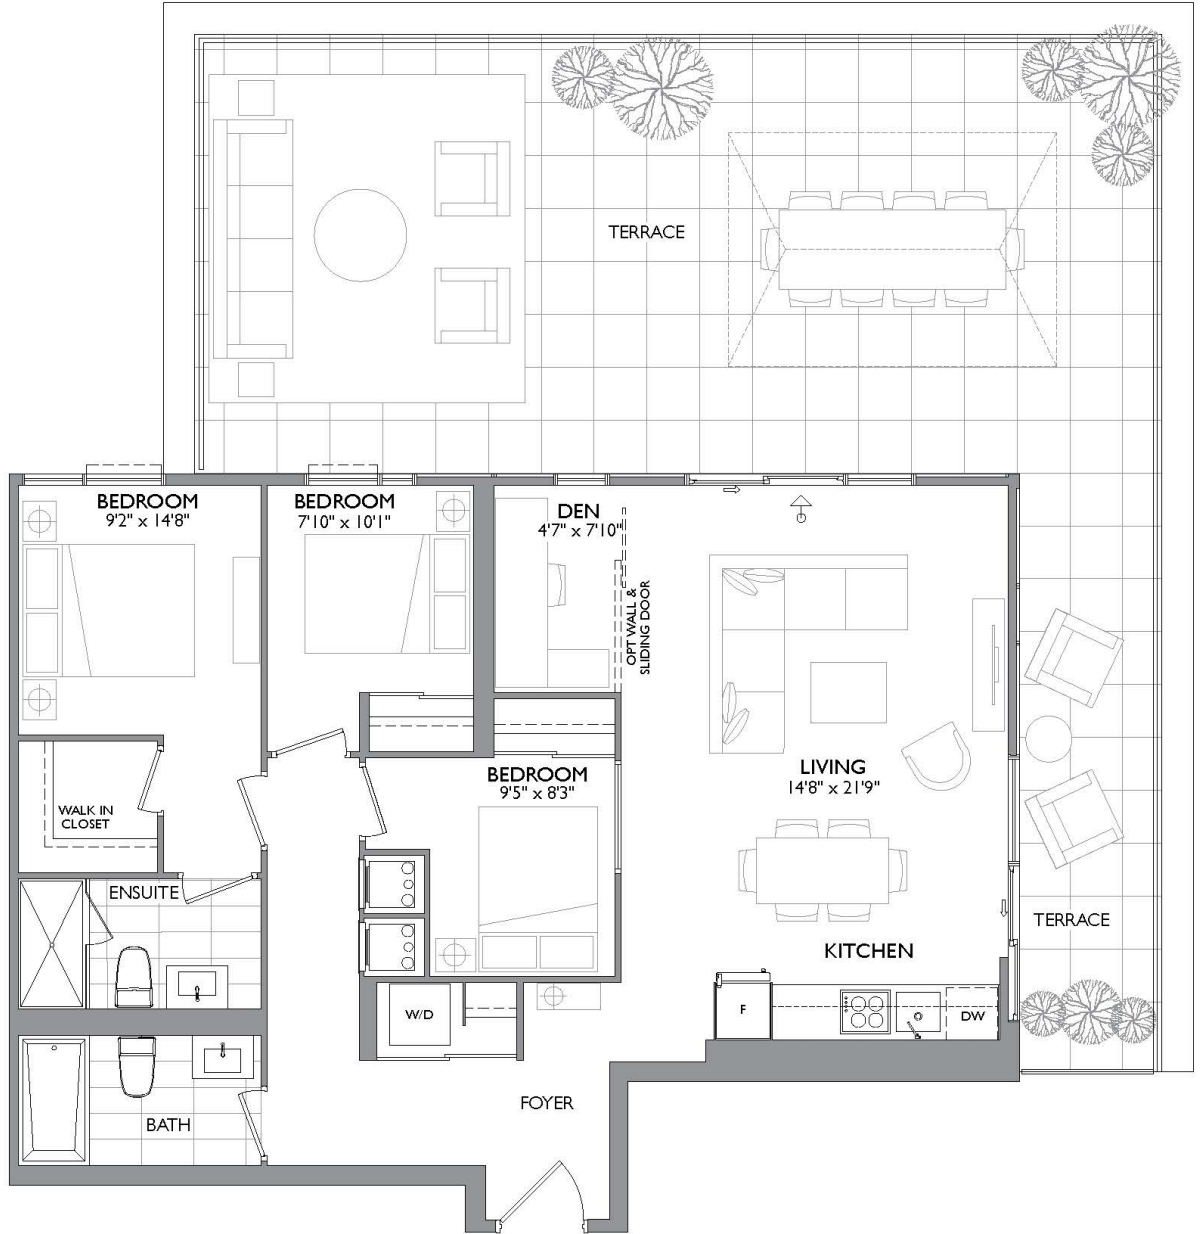 TERRACE
BEDROOM
9'2" x 14'8"
BEDROOM
7'10" x 10'1"
DEN
4'7" x 7'10"
OPT WALL &
SLIDING DOOR
BEDROOM
9'5" x 8'3"
LIVING
14'8" x 21'9"
WALK IN
CLOSET
ENSUITE
TERRACE
KITCHEN
W/D
F
DW
FOYER
BATH